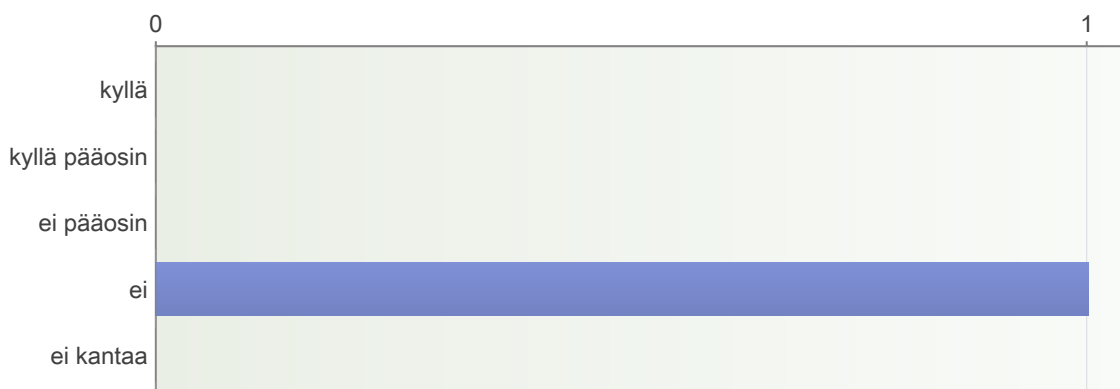 0 1
kyllä
kyllä pääosin
ei pääosin
ei
ei kantaa